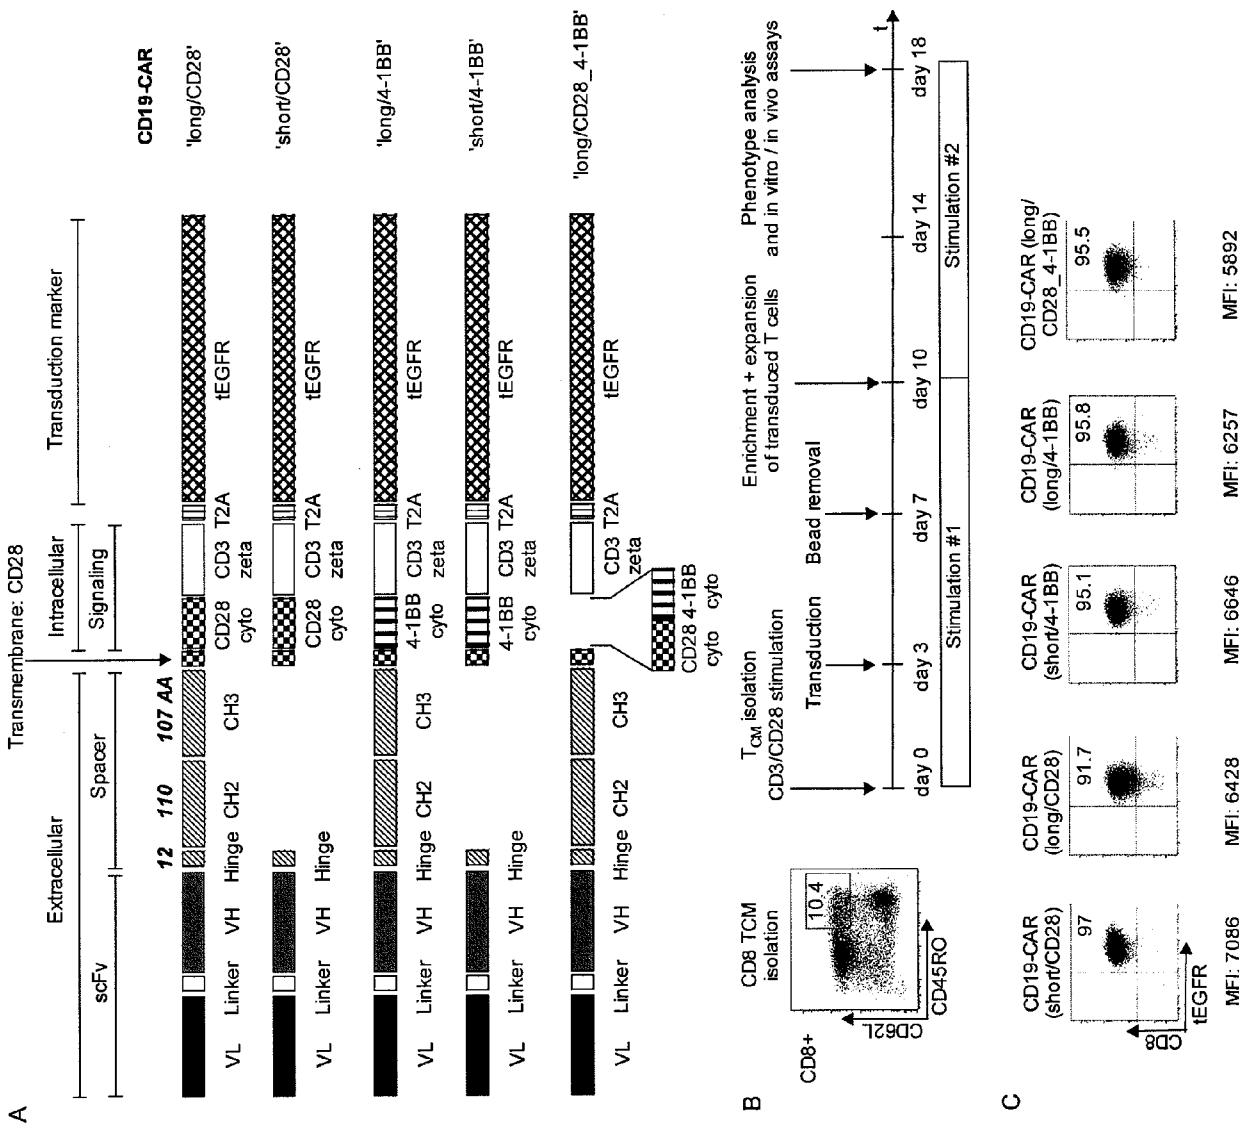 A
Transmembrane: CD28
Extracellular
Intracellular
Transduction marker
scFv
Spacer
Signaling
12
110
107 AA
CD19-CAR
'long/CD28'
VL Linker VH Hinge CH2 CH3 CD28 cyto CD3 zeta T2A tEGFR
'short/CD28'
VL Linker VH Hinge CD28 cyto CD3 zeta T2A tEGFR
'long/4-1BB'
VL Linker VH Hinge CH2 CH3 4-1BB cyto CD3 zeta T2A tEGFR
'short/4-1BB'
VL Linker VH Hinge 4-1BB cyto CD3 zeta T2A tEGFR
'long/CD28_4-1BB'
VL Linker VH Hinge CH2 CH3 CD3 zeta T2A tEGFR
CD28 4-1BB
cyto cyto
B
CD8 TCM
isolation
CD8+
10.4
CD62L
CD45RO
TCM isolation
CD3/CD28 stimulation
Transduction
Bead removal
Enrichment + expansion
of transduced T cells
Phenotype analysis
and in vitro / in vivo assays
t
day 0
day 3
day 7
day 10
day 14
day 18
Stimulation #1
Stimulation #2
C
CD19-CAR
(short/CD28)
97
CD8
tEGFR
MFI: 7086
CD19-CAR
(long/CD28)
91.7
MFI: 6428
CD19-CAR
(short/4-1BB)
95.1
MFI: 6646
CD19-CAR
(long/4-1BB)
95.8
MFI: 6257
CD19-CAR (long/
CD28_4-1BB)
95.5
MFI: 5892